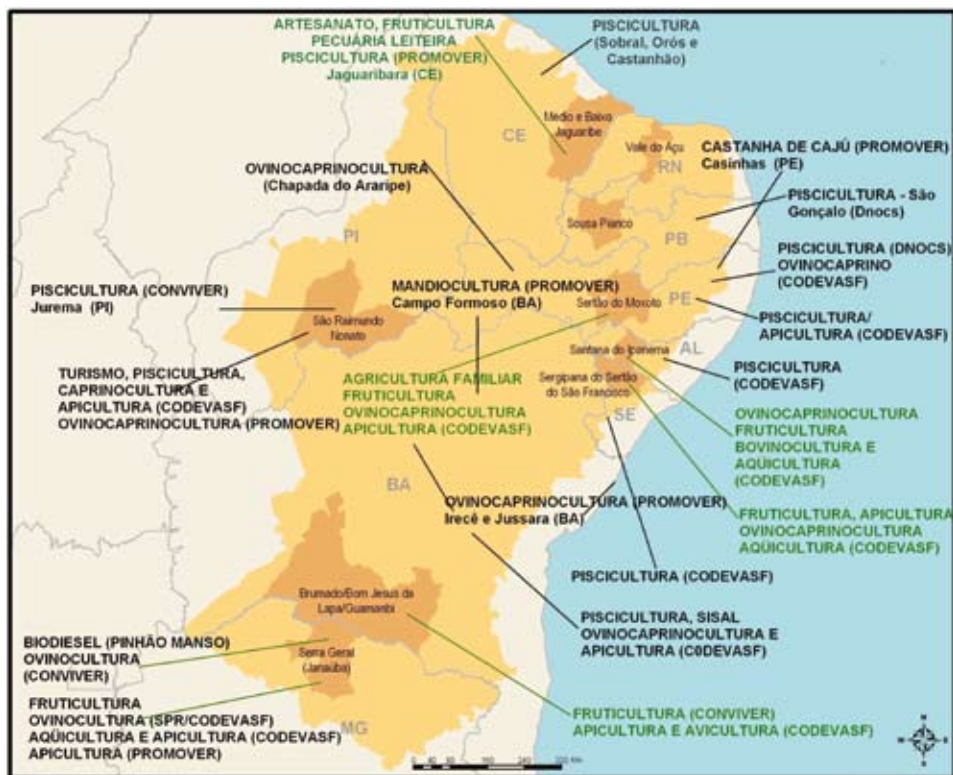 ARTESANATO, FRUTICULTURA
PECUÁRIA LEITEIRA
PISCICULTURA (PROMOVER)
Jaguaribara (CE)
PISCICULTURA
(Sobral, Orós e
Castanhão)
CE
Medio e Baixo
Jaguaribe
Vale do Açu
RN
CASTANHA DE CAJÚ (PROMOVER)
Casinhas (PE)
OVINOCAPRINOCULTURA
(Chapada do Araripe)
PISCICULTURA - São
Gonçalo (Dnocs)
Sousa Pianco
PI
PB
PISCICULTURA (DNOCS)
OVINOCAPRINO
(CODEVASF)
PISCICULTURA (CONVIVER)
Jurema (PI)
MANDIOCULTURA (PROMOVER)
Campo Formoso (BA)
Sertão do Moxoto
PE
São Raimundo
Nonato
PISCICULTURA/
APICULTURA (CODEVASF)
Santana do Ipanema
AL
TURISMO, PISCICULTURA,
CAPRINOCULTURA E
APICULTURA (CODEVASF)
OVINOCAPRINOCULTURA (PROMOVER)
AGRICULTURA FAMILIAR
FRUTICULTURA
OVINOCAPRINOCULTURA
APICULTURA (CODEVASF)
Sergipana do Sertão
do São Francisco
SE
PISCICULTURA
(CODEVASF)
OVINOCAPRINOCULTURA
FRUTICULTURA
BOVINOCULTURA E
AQÜICULTURA
(CODEVASF)
BA
OVINOCAPRINOCULTURA (PROMOVER)
Irecê e Jussara (BA)
FRUTICULTURA, APICULTURA
OVINOCAPRINOCULTURA
AQÜICULTURA (CODEVASF)
PISCICULTURA (CODEVASF)
Brumado/Bom Jesus da
Lapa/Guamanbi
PISCICULTURA, SISAL
OVINOCAPRINOCULTURA E
APICULTURA (C0DEVASF)
BIODIESEL (PINHÃO MANSO)
OVINOCULTURA
(CONVIVER)
Serra Geral
(Janaúba)
FRUTICULTURA
OVINOCULTURA (SPR/CODEVASF)
AQÜICULTURA E APICULTURA (CODEVASF)
APICULTURA (PROMOVER)
MG
FRUTICULTURA (CONVIVER)
APICULTURA E AVICULTURA (CODEVASF)